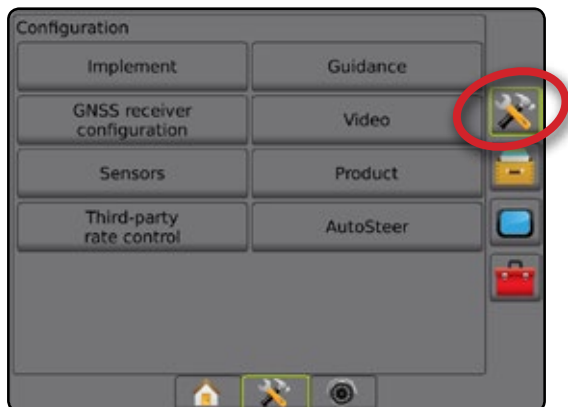 Configuration
Implement
Guidance
GNSS receiver
configuration
Video
Sensors
Product
Third-party
rate control
AutoSteer